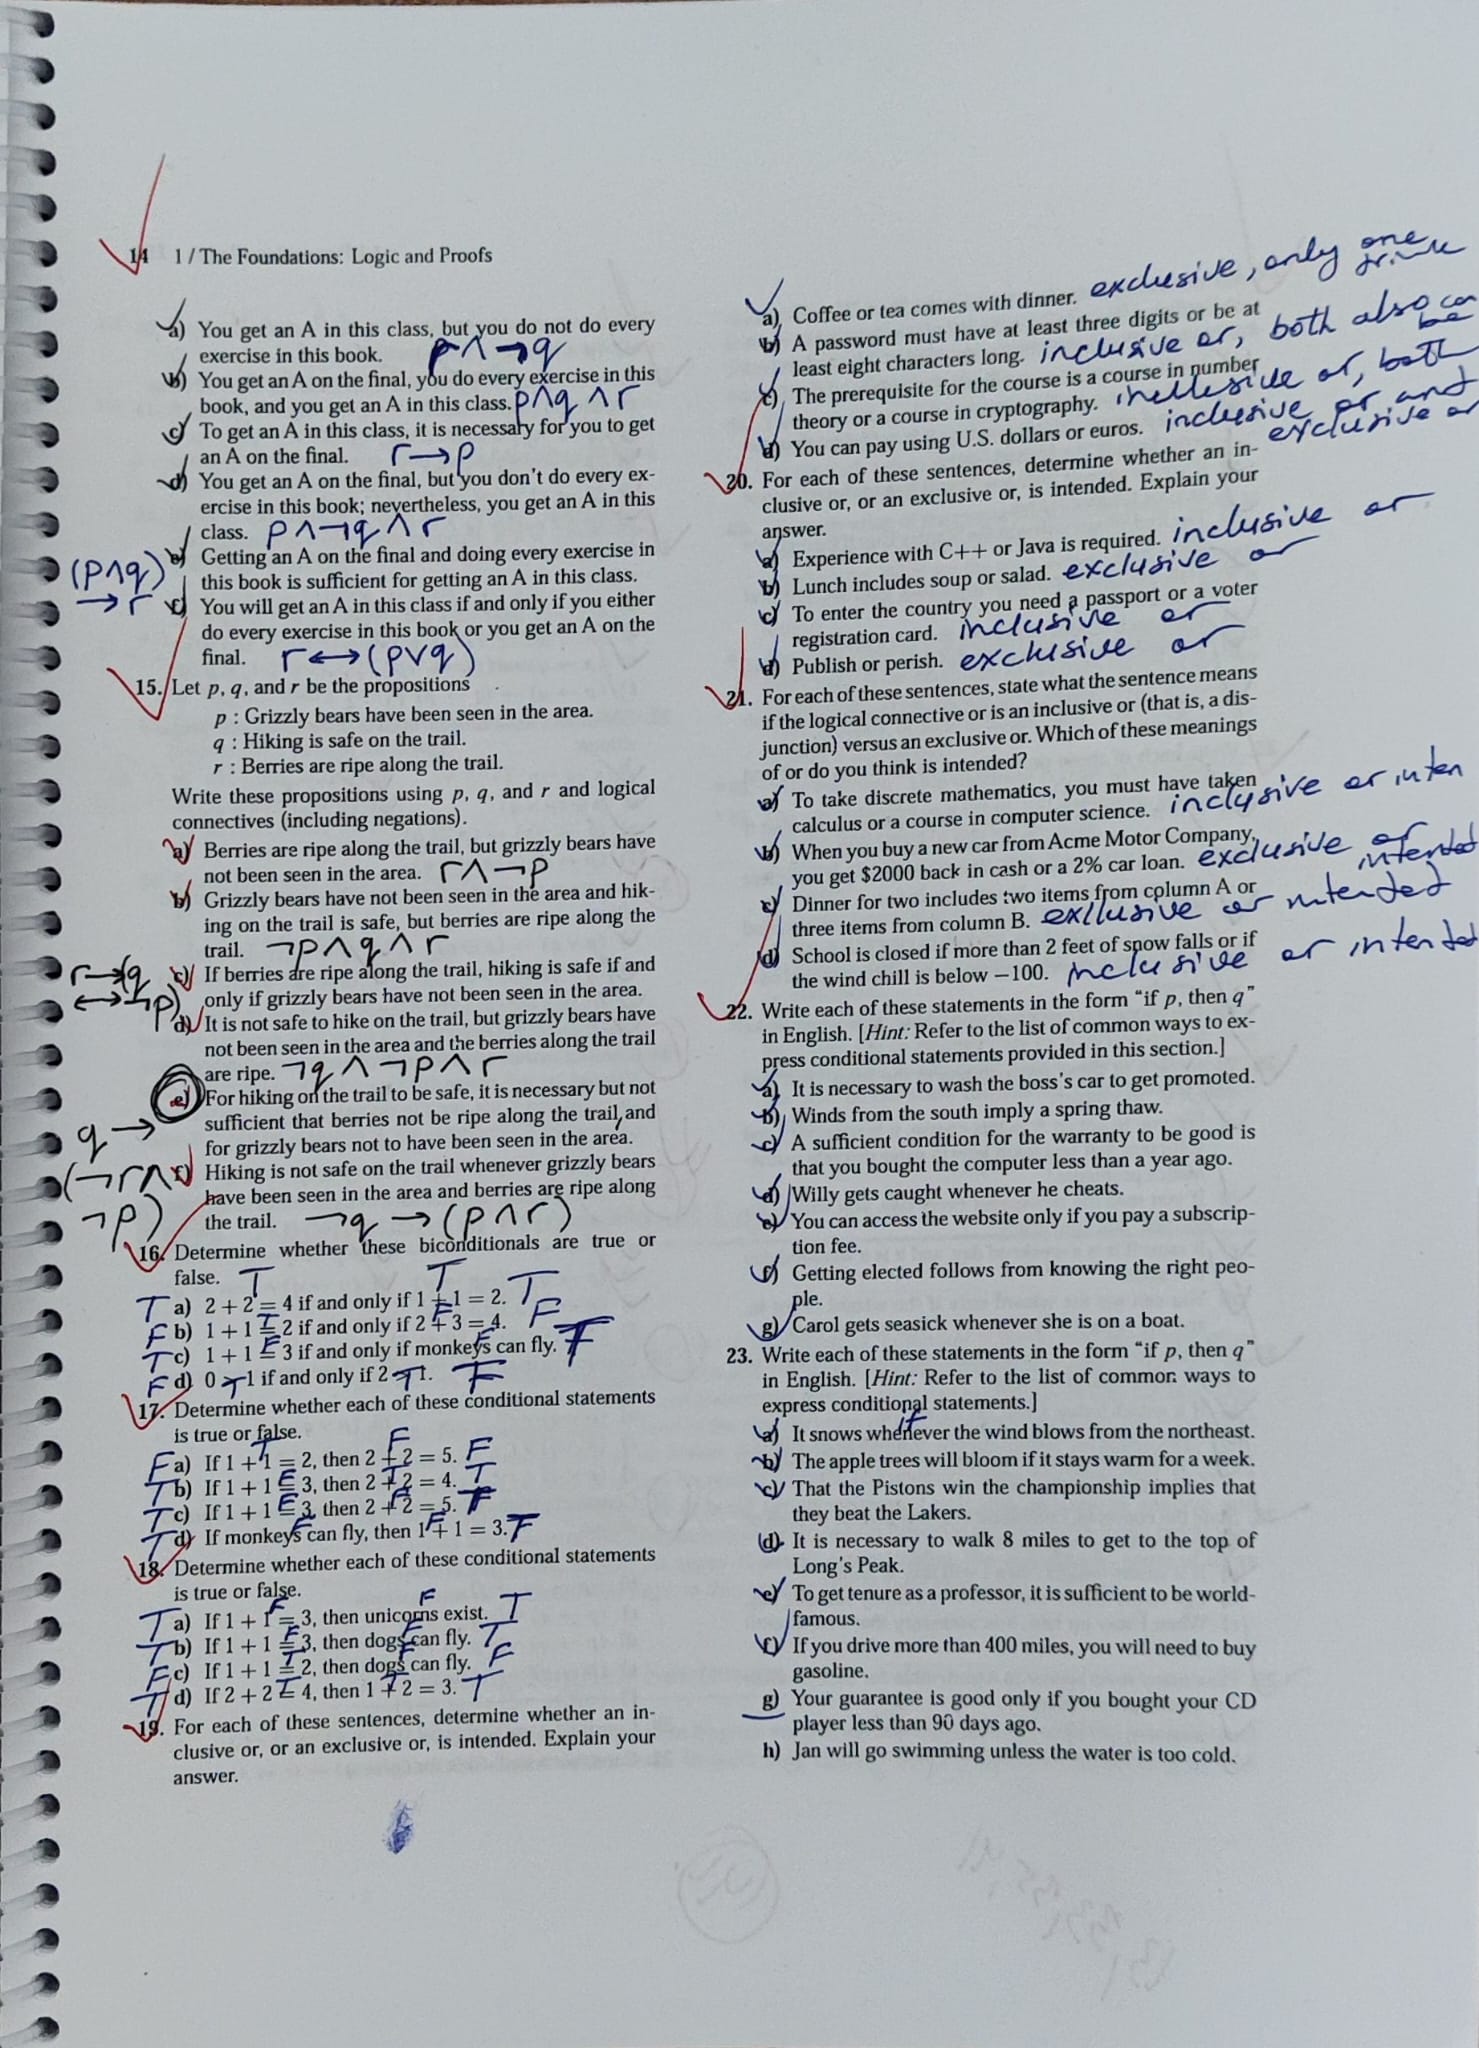 14 1 / The Foundations: Logic and Proofs
a) You get an A in this class, but you do not do every
exercise in this book. p∧¬q
b) You get an A on the final, you do every exercise in this
book, and you get an A in this class. p∧q∧r
c) To get an A in this class, it is necessary for you to get
an A on the final. r→p
d) You get an A on the final, but you don't do every ex-
ercise in this book; nevertheless, you get an A in this
class. p∧¬q∧r
e) Getting an A on the final and doing every exercise in
(p∧q)
this book is sufficient for getting an A in this class.
→r
You will get an A in this class if and only if you either
do every exercise in this book or you get an A on the
final. r↔(p∨q)
15. Let p, q, and r be the propositions
p : Grizzly bears have been seen in the area.
q : Hiking is safe on the trail.
r : Berries are ripe along the trail.
Write these propositions using p, q, and r and logical
connectives (including negations).
a) Berries are ripe along the trail, but grizzly bears have
not been seen in the area. r∧¬p
b) Grizzly bears have not been seen in the area and hik-
ing on the trail is safe, but berries are ripe along the
trail. ¬p∧q∧r
r→(q
c) If berries are ripe along the trail, hiking is safe if and
↔¬p)
only if grizzly bears have not been seen in the area.
d) It is not safe to hike on the trail, but grizzly bears have
not been seen in the area and the berries along the trail
are ripe. ¬q∧¬p∧r
e) For hiking on the trail to be safe, it is necessary but not
sufficient that berries not be ripe along the trail and
q→
for grizzly bears not to have been seen in the area.
(¬r∧
f) Hiking is not safe on the trail whenever grizzly bears
have been seen in the area and berries are ripe along
¬p)
the trail. ¬q→(p∧r)
16. Determine whether these biconditionals are true or
false. T T
T a) 2 + 2 = 4 if and only if 1 + 1 = 2. T
F b) 1 + 1 = 2 if and only if 2 + 3 = 4. F
T c) 1 + 1 = 3 if and only if monkeys can fly.
F d) 0 > 1 if and only if 2 > 1.
17. Determine whether each of these conditional statements
is true or false.
F a) If 1 + 1 = 2, then 2 + 2 = 5. F
T b) If 1 + 1 = 3, then 2 + 2 = 4. T
T c) If 1 + 1 = 3, then 2 + 2 = 5.
T d) If monkeys can fly, then 1 + 1 = 3.
18. Determine whether each of these conditional statements
is true or false.
T a) If 1 + 1 = 3, then unicorns exist. T
T b) If 1 + 1 = 3, then dogs can fly. T
F c) If 1 + 1 = 2, then dogs can fly. F
T d) If 2 + 2 = 4, then 1 + 2 = 3. T
19. For each of these sentences, determine whether an in-
clusive or, or an exclusive or, is intended. Explain your
answer.
a) Coffee or tea comes with dinner. exclusive, only one
b) A password must have at least three digits or be at
least eight characters long. inclusive or, both also can
be
c) The prerequisite for the course is a course in number
theory or a course in cryptography. inclusive or, both
d) You can pay using U.S. dollars or euros. inclusive or and
exclusive or
20. For each of these sentences, determine whether an in-
clusive or, or an exclusive or, is intended. Explain your
answer.
a) Experience with C++ or Java is required. inclusive or
b) Lunch includes soup or salad. exclusive or
c) To enter the country you need a passport or a voter
registration card. inclusive or
d) Publish or perish. exclusive or
21. For each of these sentences, state what the sentence means
if the logical connective or is an inclusive or (that is, a dis-
junction) versus an exclusive or. Which of these meanings
of or do you think is intended?
a) To take discrete mathematics, you must have taken
calculus or a course in computer science. inclusive or inten
b) When you buy a new car from Acme Motor Company,
you get $2000 back in cash or a 2% car loan. exclusive or
intended
c) Dinner for two includes two items from column A or
three items from column B. exclusive or intended
d) School is closed if more than 2 feet of snow falls or if
the wind chill is below −100. inclusive or intended
22. Write each of these statements in the form "if p, then q"
in English. [Hint: Refer to the list of common ways to ex-
press conditional statements provided in this section.]
a) It is necessary to wash the boss's car to get promoted.
b) Winds from the south imply a spring thaw.
c) A sufficient condition for the warranty to be good is
that you bought the computer less than a year ago.
d) Willy gets caught whenever he cheats.
e) You can access the website only if you pay a subscrip-
tion fee.
f) Getting elected follows from knowing the right peo-
ple.
g) Carol gets seasick whenever she is on a boat.
23. Write each of these statements in the form "if p, then q"
in English. [Hint: Refer to the list of common ways to
express conditional statements.]
if
a) It snows whenever the wind blows from the northeast.
b) The apple trees will bloom if it stays warm for a week.
c) That the Pistons win the championship implies that
they beat the Lakers.
d) It is necessary to walk 8 miles to get to the top of
Long's Peak.
e) To get tenure as a professor, it is sufficient to be world-
famous.
f) If you drive more than 400 miles, you will need to buy
gasoline.
g) Your guarantee is good only if you bought your CD
player less than 90 days ago.
h) Jan will go swimming unless the water is too cold.